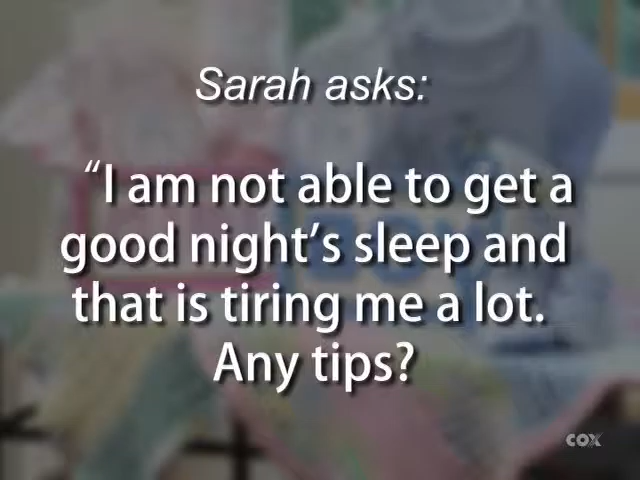 Sarah asks:
“I am not able to get a
good night’s sleep and
that is tiring me a lot.
Any tips?
COX